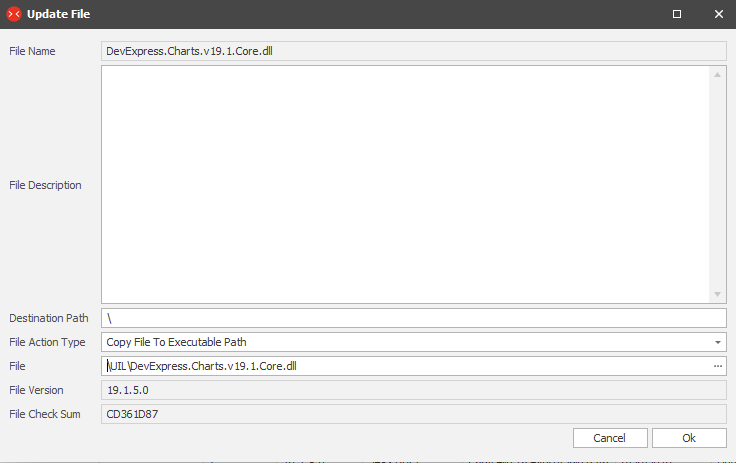 Update File
File Name DevExpress.Charts.v19.1.Core.dll
File Description
Destination Path \
File Action Type Copy File To Executable Path
File \UIL\DevExpress.Charts.v19.1.Core.dll ...
File Version 19.1.5.0
File Check Sum CD361D87
Cancel Ok